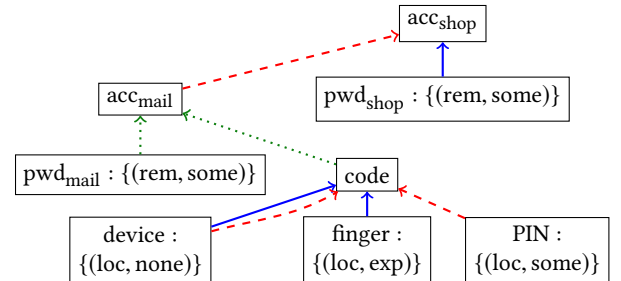 acc_shop
acc_mail
pwd_shop : {(rem, some)}
pwd_mail : {(rem, some)}
code
device :
{(loc, none)}
finger :
{(loc, exp)}
PIN :
{(loc, some)}